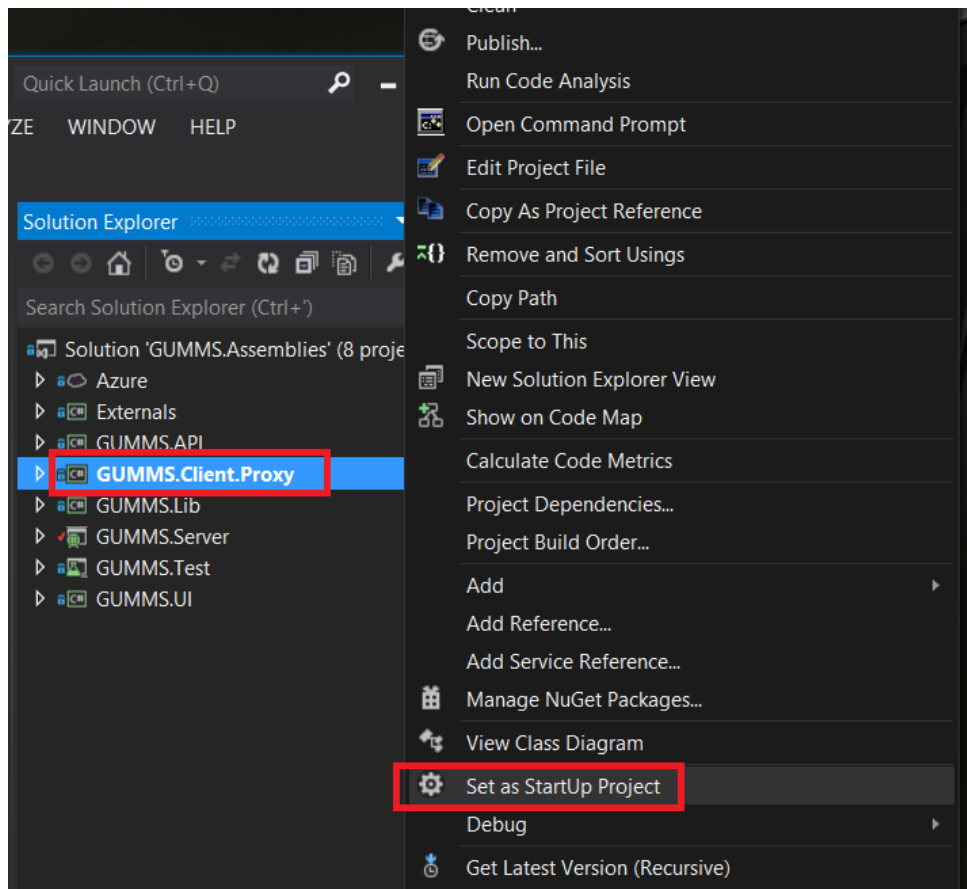 Quick Launch (Ctrl+Q)
YZE WINDOW HELP
Solution Explorer
Search Solution Explorer (Ctrl+')
Solution 'GUMMS.Assemblies' (8 proje
Azure
Externals
GUMMS.API
GUMMS.Client.Proxy
GUMMS.Lib
GUMMS.Server
GUMMS.Test
GUMMS.UI
Clean
Publish...
Run Code Analysis
Open Command Prompt
Edit Project File
Copy As Project Reference
Remove and Sort Usings
Copy Path
Scope to This
New Solution Explorer View
Show on Code Map
Calculate Code Metrics
Project Dependencies...
Project Build Order...
Add
Add Reference...
Add Service Reference...
Manage NuGet Packages...
View Class Diagram
Set as StartUp Project
Debug
Get Latest Version (Recursive)